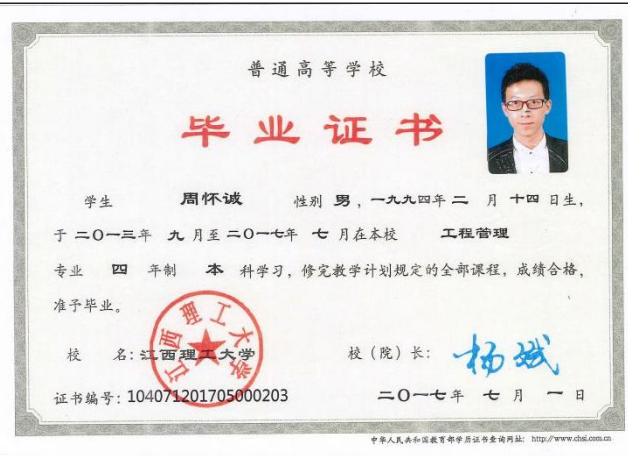 普通高等学校
毕业证书
学生 周怀诚 性别 男，一九九四年 二 月 十四 日生，
于 二〇一三年 九 月至 二〇一七年 七 月在本校 工程管理
专业 四 年制 本 科学习，修完教学计划规定的全部课程，成绩合格，
准予毕业。
校 名：江西理工大学 校（院）长： 杨斌
江西理工大学
证书编号：104071201705000203 二〇一七年 七 月 一 日
中华人民共和国教育部学历证书查询网址: http://www.chsi.com.cn